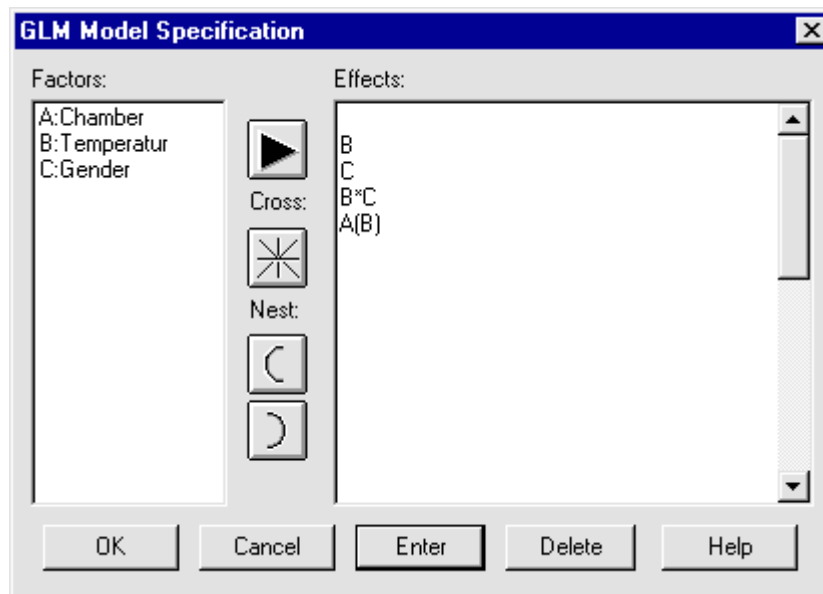 GLM Model Specification
Factors:
Effects:
A:Chamber
B:Temperatur
C:Gender
Cross:
Nest:
B
C
B*C
A(B)
OK
Cancel
Enter
Delete
Help